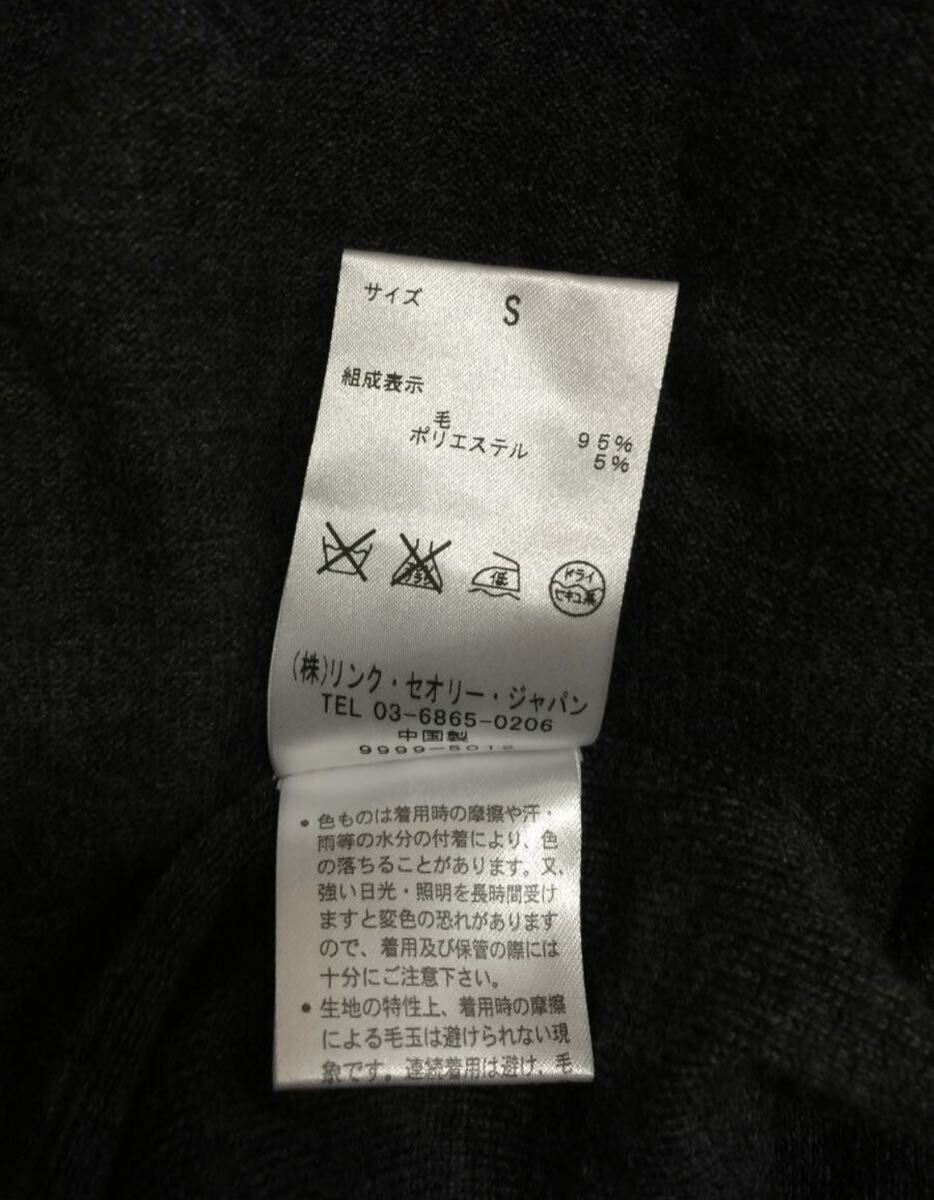 サイズ S
組成表示
毛 95%
ポリエステル 5%
低
ドライ
セキユ系
(株)リンク・セオリー・ジャパン
TEL 03-6865-0206
中国製
9999-5012
• 色ものは着用時の摩擦や汗・
雨等の水分の付着により、色
の落ちることがあります。又、
強い日光・照明を長時間受け
ますと変色の恐れがあります
ので、着用及び保管の際には
十分にご注意下さい。
• 生地の特性上、着用時の摩擦
による毛玉は避けられない現
象です。連続着用は避け、毛